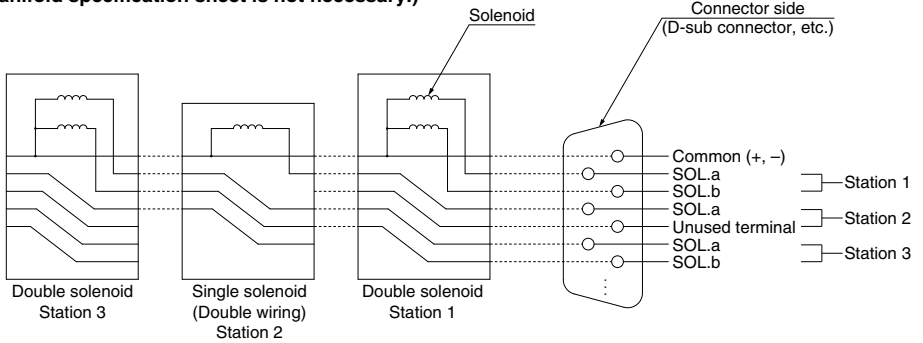 anifold specification sheet is not necessary.)
Solenoid
Connector side
(D-sub connector, etc.)
Common (+, –)
SOL.a
SOL.b
Station 1
SOL.a
Unused terminal
Station 2
SOL.a
SOL.b
Station 3
Double solenoid
Station 3
Single solenoid
(Double wiring)
Station 2
Double solenoid
Station 1